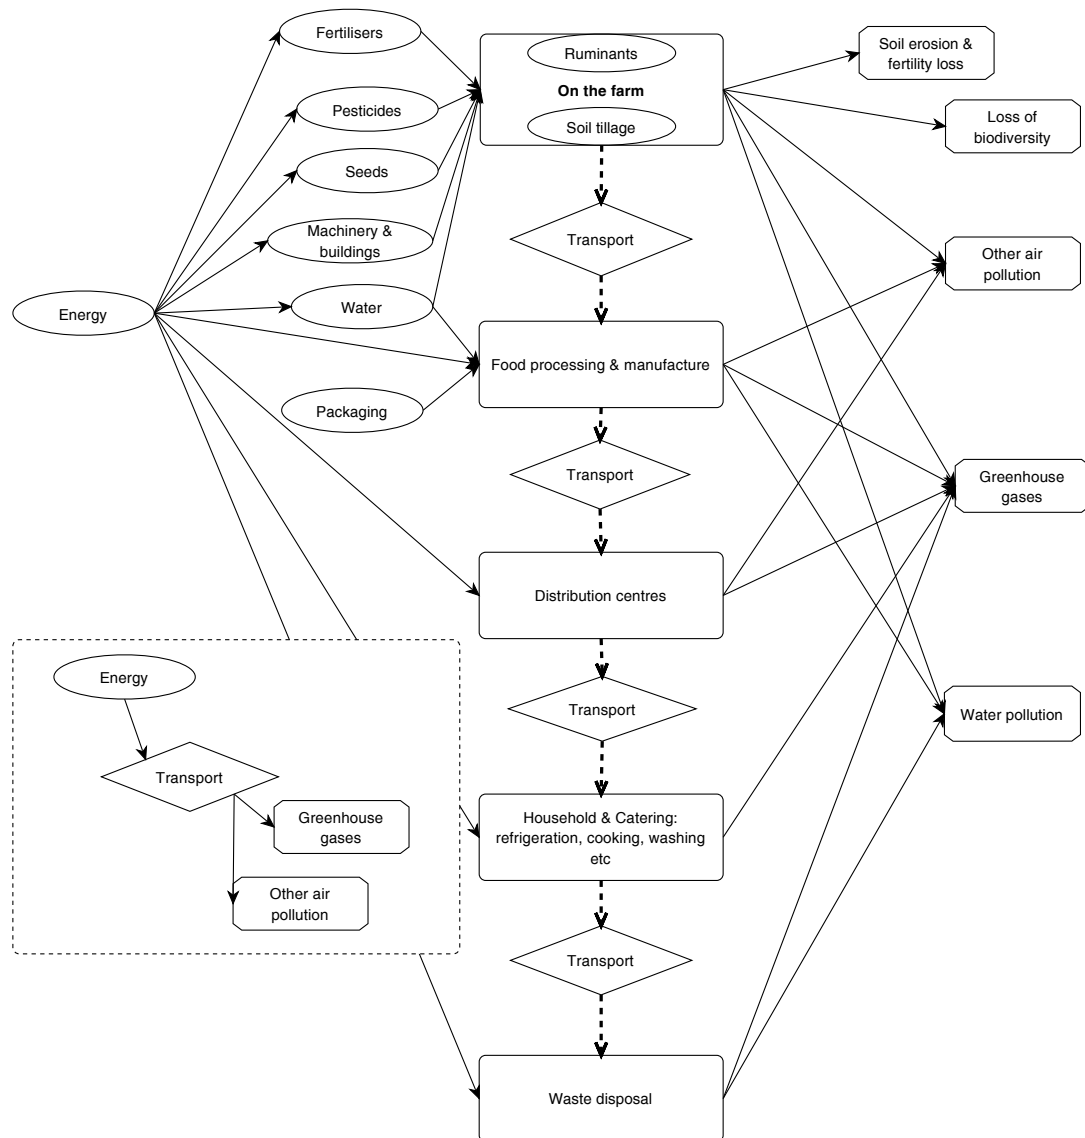 Fertilisers
Ruminants
Soil erosion &
fertility loss
On the farm
Pesticides
Soil tillage
Loss of
biodiversity
Seeds
Machinery &
buildings
Transport
Other air
pollution
Energy
Water
Food processing & manufacture
Packaging
Transport
Greenhouse
gases
Distribution centres
Energy
Transport
Water pollution
Transport
Greenhouse
gases
Household & Catering:
refrigeration, cooking, washing
etc
Other air
pollution
Transport
Waste disposal